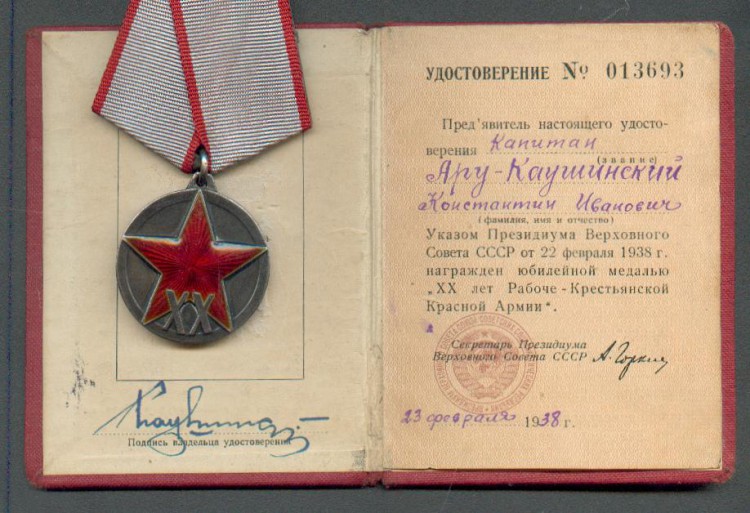 XX
Подпись владельца удостоверения
УДОСТОВЕРЕНИЕ № 013693
Пред'явитель настоящего удосто-
верения Капитан
(звание)
Ару-Каушинский
Константин Иванович
(фамилия, имя и отчество)
Указом Президиума Верховного
Совета СССР от 22 февраля 1938 г.
награжден юбилейной медалью
„XX лет Рабоче-Крестьянской
Красной Армии“.
Секретарь Президиума
Верховного Совета СССР А. Горкин
23 февраля 1938 г.